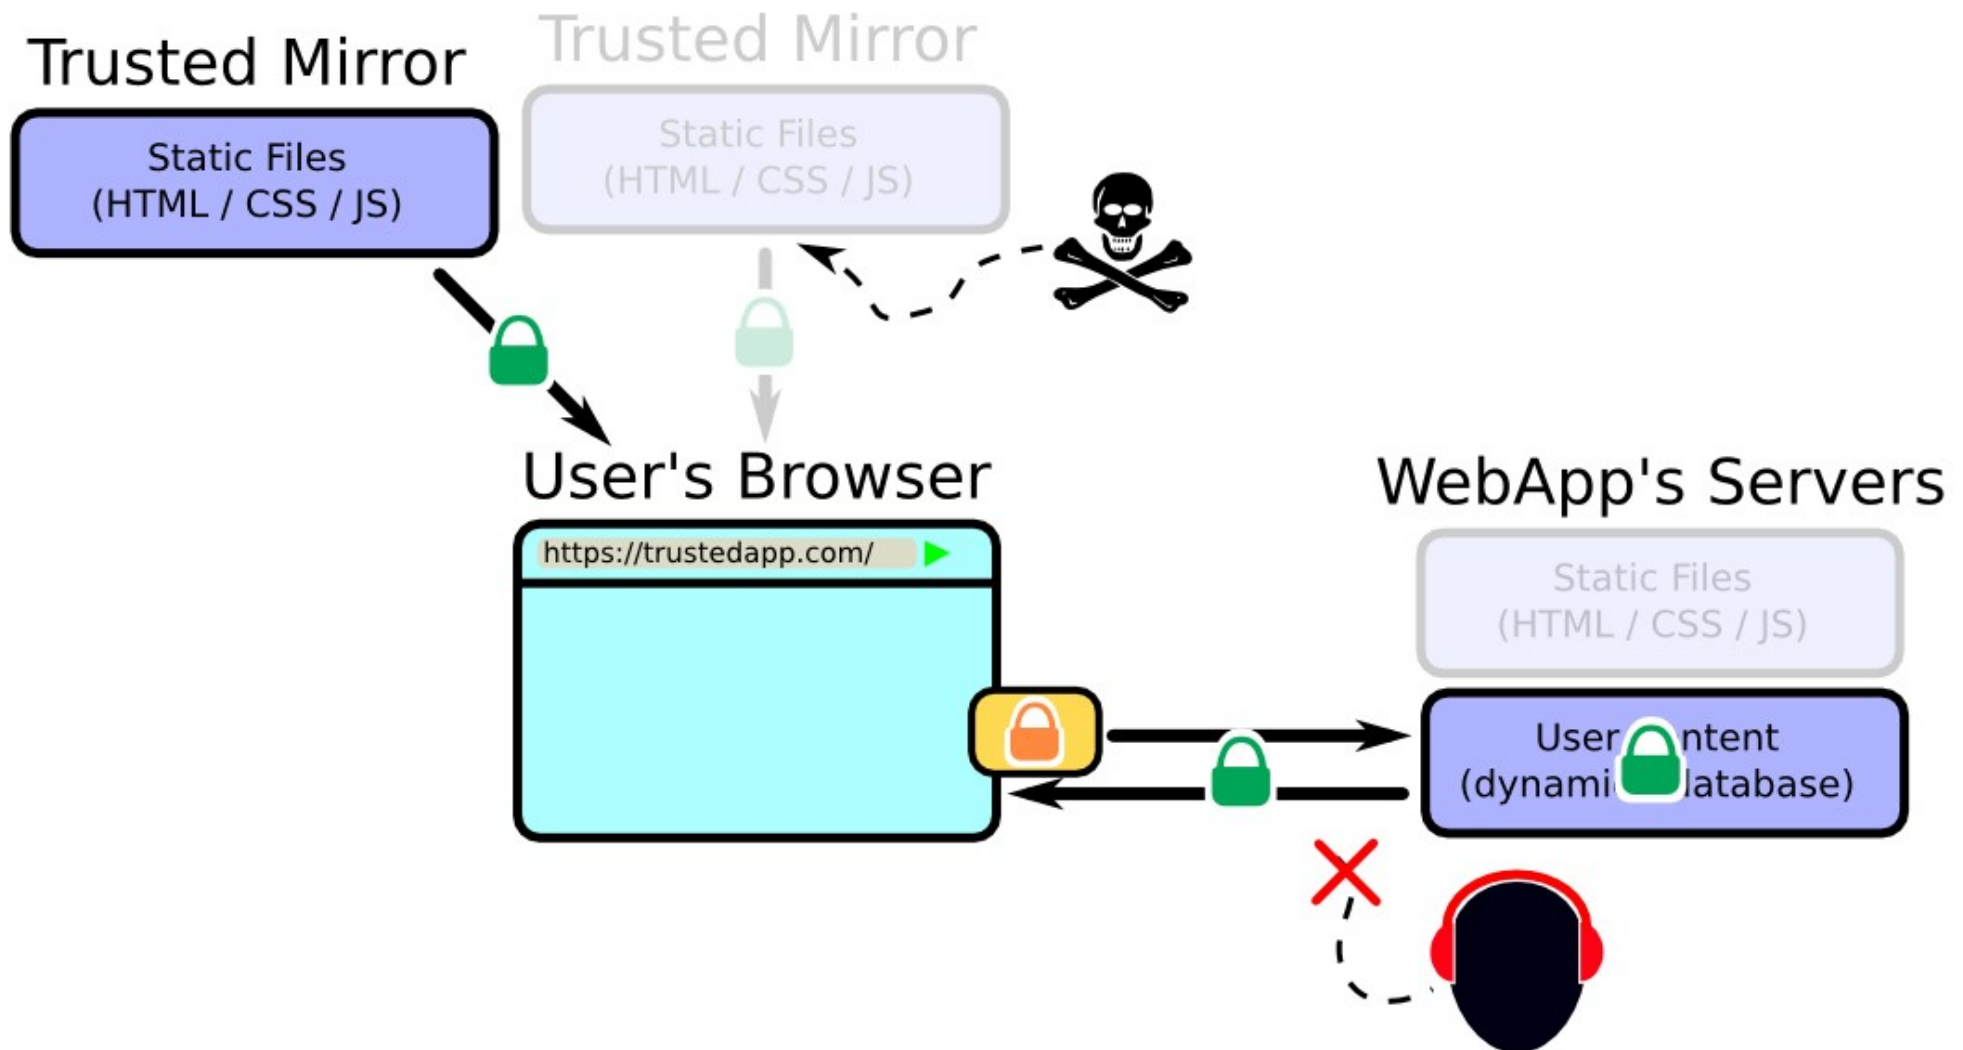 Trusted Mirror
Static Files
(HTML / CSS / JS)
Trusted Mirror
Static Files
(HTML / CSS / JS)
User's Browser
https://trustedapp.com/
WebApp's Servers
Static Files
(HTML / CSS / JS)
User ntent
(dynami atabase)